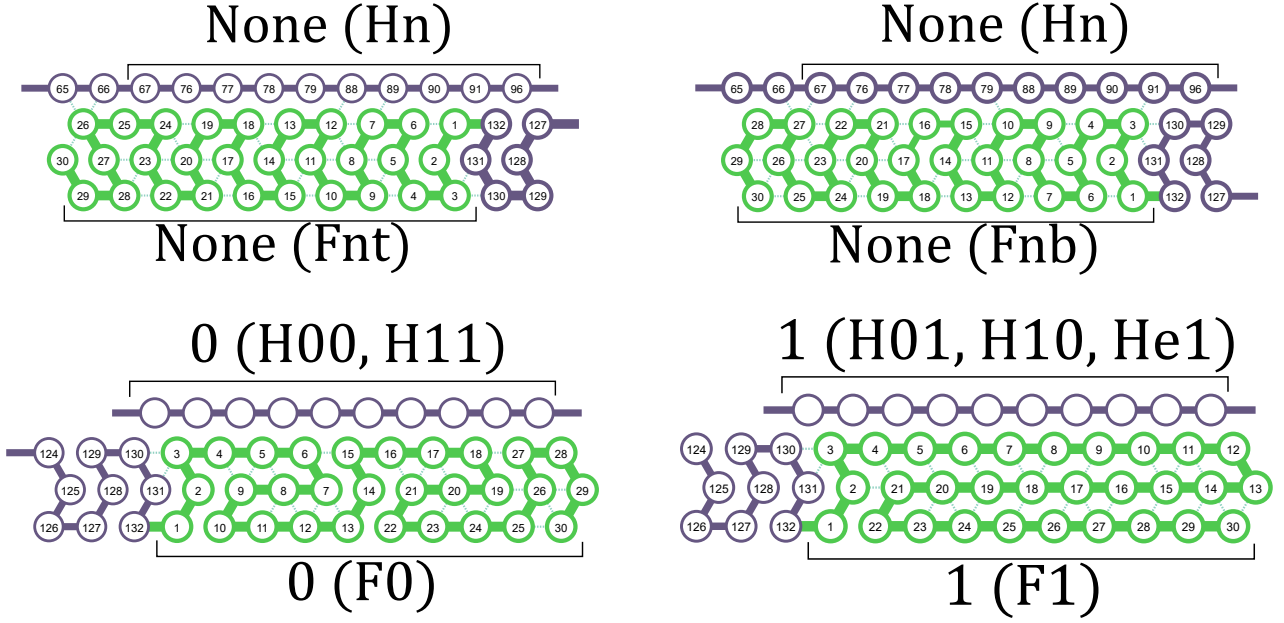 None (Hn)
65 66 67 76 77 78 79 88 89 90 91 96
26 25 24 19 18 13 12 7 6 1 132 127
30 27 23 20 17 14 11 8 5 2 131 128
29 28 22 21 16 15 10 9 4 3 130 129
None (Fnt)
None (Hn)
65 66 67 76 77 78 79 88 89 90 91 96
28 27 22 21 16 15 10 9 4 3 130 129
29 26 23 20 17 14 11 8 5 2 131 128
30 25 24 19 18 13 12 7 6 1 132 127
None (Fnb)
0 (H00, H11)
124 129 130 3 4 5 6 15 16 17 18 27 28
125 128 131 2 9 8 7 14 21 20 19 26 29
126 127 132 1 10 11 12 13 22 23 24 25 30
0 (F0)
1 (H01, H10, He1)
124 129 130 3 4 5 6 7 8 9 10 11 12
125 128 131 2 21 20 19 18 17 16 15 14 13
126 127 132 1 22 23 24 25 26 27 28 29 30
1 (F1)